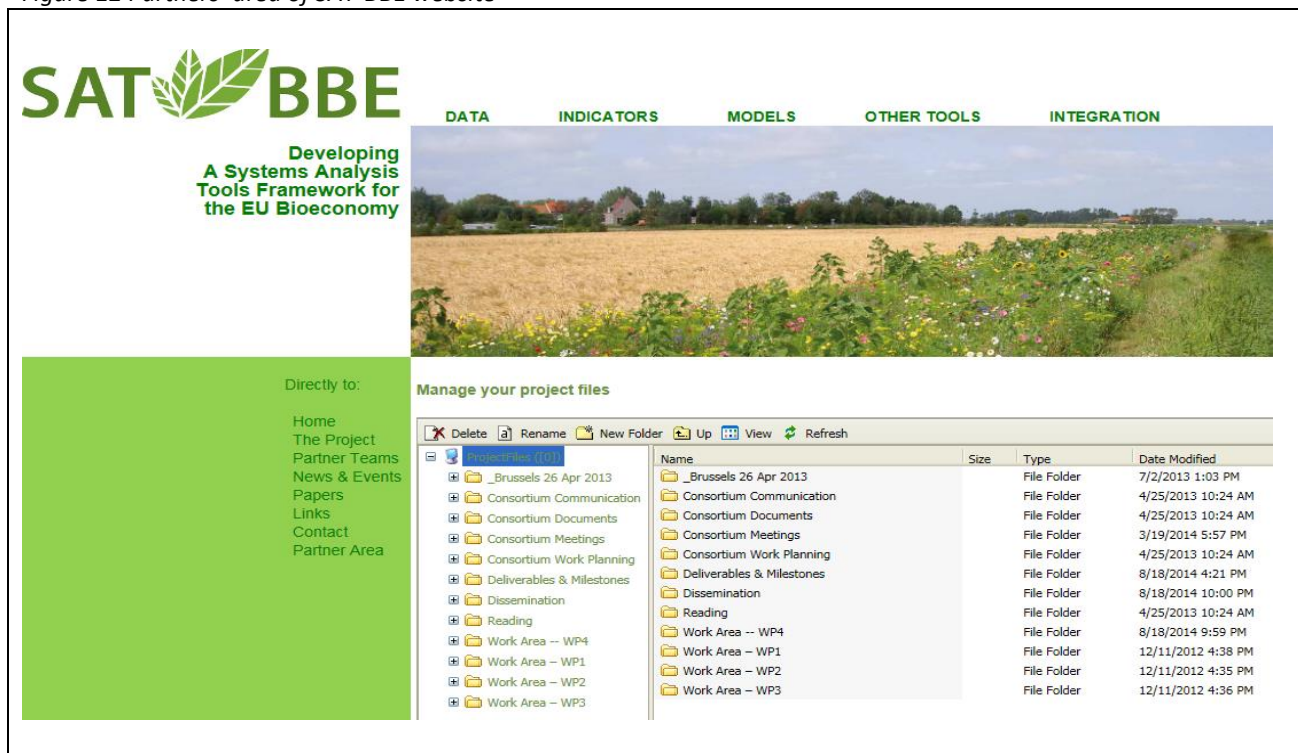 SAT BBE
DATA INDICATORS MODELS OTHER TOOLS INTEGRATION
Developing
A Systems Analysis
Tools Framework for
the EU Bioeconomy
Directly to:
Home
The Project
Partner Teams
News & Events
Papers
Links
Contact
Partner Area
Manage your project files
Delete Rename New Folder Up View Refresh
ProjectFiles ([0])
_Brussels 26 Apr 2013
Consortium Communication
Consortium Documents
Consortium Meetings
Consortium Work Planning
Deliverables & Milestones
Dissemination
Reading
Work Area -- WP4
Work Area – WP1
Work Area – WP2
Work Area – WP3
Name Size Type Date Modified
_Brussels 26 Apr 2013 File Folder 7/2/2013 1:03 PM
Consortium Communication File Folder 4/25/2013 10:24 AM
Consortium Documents File Folder 4/25/2013 10:24 AM
Consortium Meetings File Folder 3/19/2014 5:57 PM
Consortium Work Planning File Folder 4/25/2013 10:24 AM
Deliverables & Milestones File Folder 8/18/2014 4:21 PM
Dissemination File Folder 8/18/2014 10:00 PM
Reading File Folder 4/25/2013 10:24 AM
Work Area -- WP4 File Folder 8/18/2014 9:59 PM
Work Area – WP1 File Folder 12/11/2012 4:38 PM
Work Area – WP2 File Folder 12/11/2012 4:35 PM
Work Area – WP3 File Folder 12/11/2012 4:36 PM